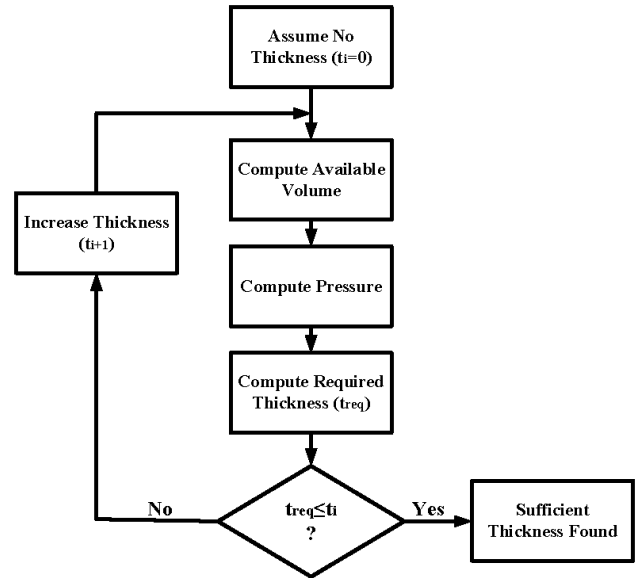 Assume No
Thickness (ti=0)
Compute Available
Volume
Increase Thickness
(ti+1)
Compute Pressure
Compute Required
Thickness (treq)
No
treq≤ti
?
Yes
Sufficient
Thickness Found